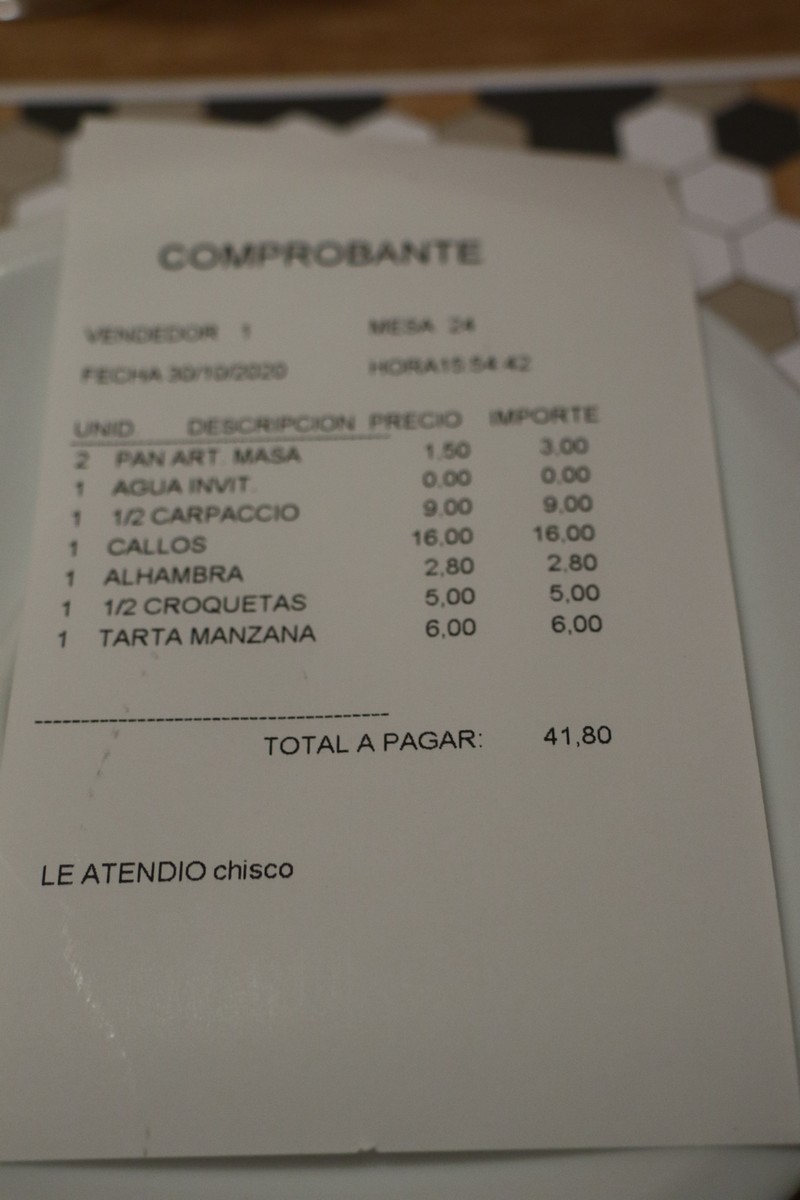 COMPROBANTE
VENDEDOR 1 MESA 24
FECHA 30/10/2020 HORA15:54:42
UNID DESCRIPCION PRECIO IMPORTE
2 PAN ART. MASA 1,50 3,00
1 AGUA INVIT. 0,00 0,00
1 1/2 CARPACCIO 9,00 9,00
1 CALLOS 16,00 16,00
1 ALHAMBRA 2,80 2,80
1 1/2 CROQUETAS 5,00 5,00
1 TARTA MANZANA 6,00 6,00
TOTAL A PAGAR: 41,80
LE ATENDIO chisco